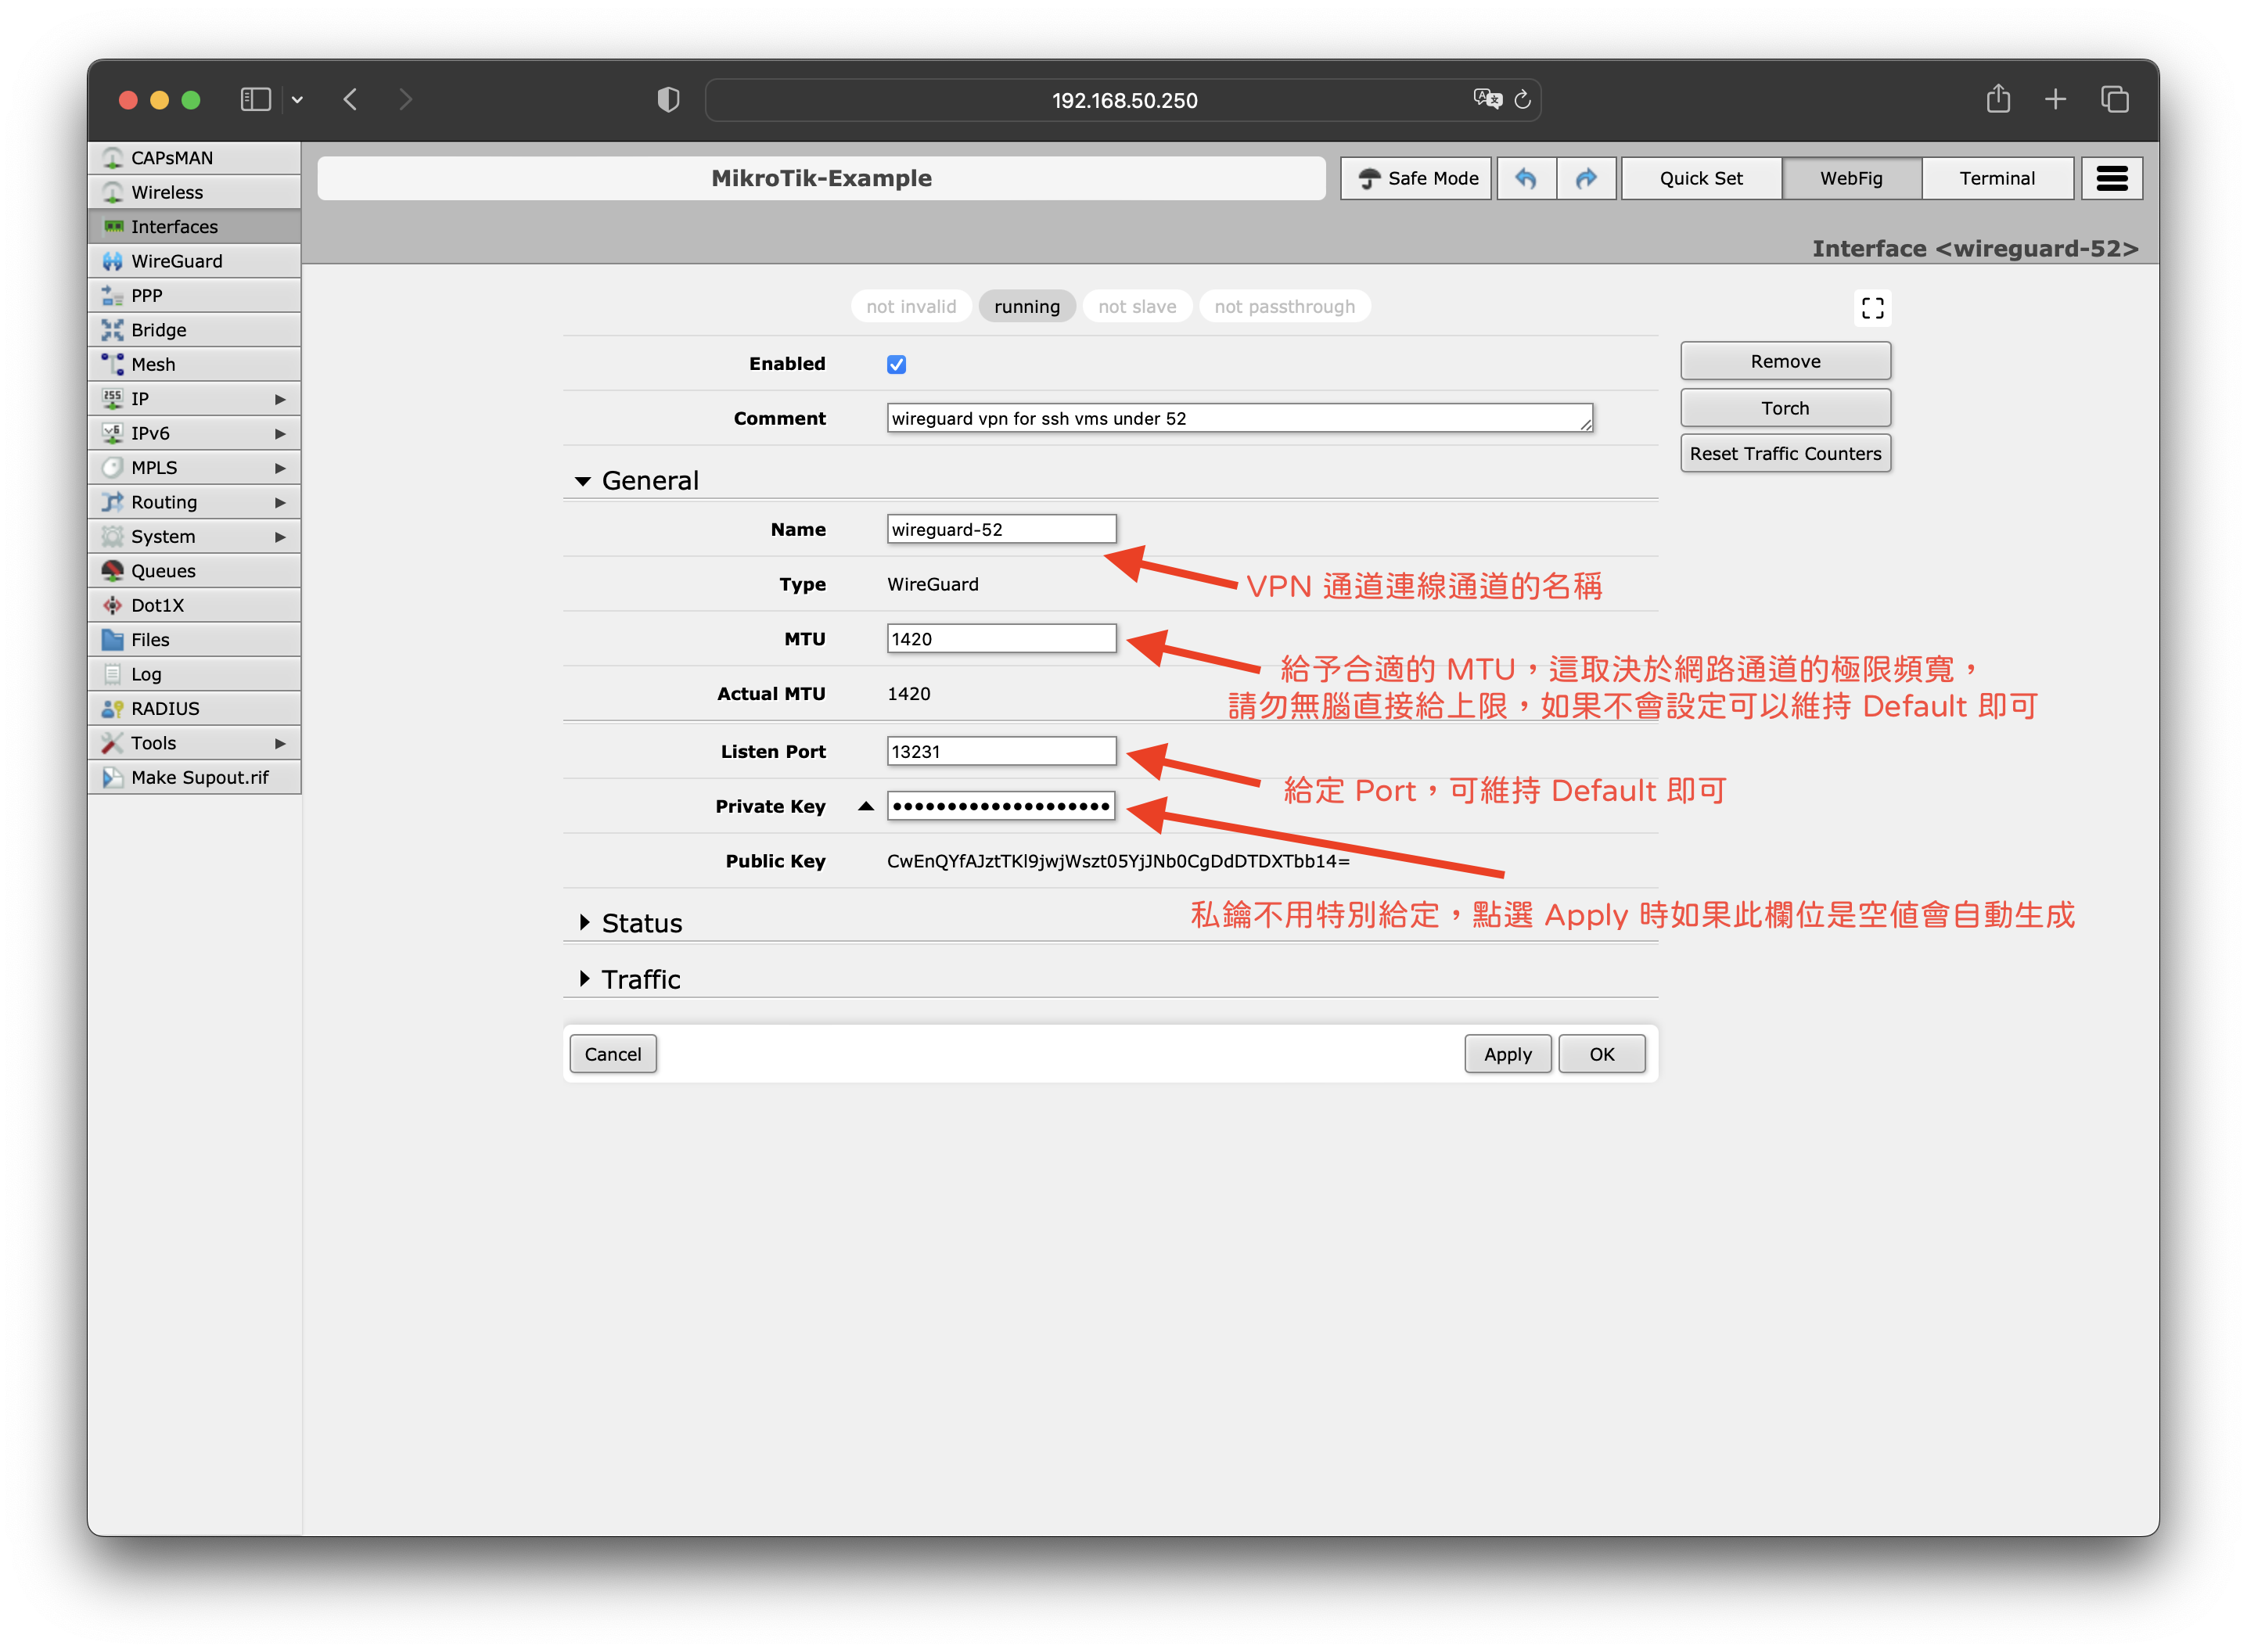 192.168.50.250
CAPsMAN
Wireless
Interfaces
WireGuard
PPP
Bridge
Mesh
IP
IPv6
MPLS
Routing
System
Queues
Dot1X
Files
Log
RADIUS
Tools
Make Supout.rif
MikroTik-Example
Safe Mode
Quick Set
WebFig
Terminal
Interface <wireguard-52>
not invalid
running
not slave
not passthrough
Enabled
Comment
wireguard vpn for ssh vms under 52
Remove
Torch
Reset Traffic Counters
General
Name
wireguard-52
VPN 通道連線通道的名稱
Type
WireGuard
MTU
1420
給予合適的 MTU，這取決於網路通道的極限頻寬，
請勿無腦直接給上限，如果不會設定可以維持 Default 即可
Actual MTU
1420
Listen Port
13231
給定 Port，可維持 Default 即可
Private Key
••••••••••••••••••••
Public Key
CwEnQYfAJztTKl9jwjWszt05YjJNb0CgDdDTDXTbb14=
私鑰不用特別給定，點選 Apply 時如果此欄位是空值會自動生成
Status
Traffic
Cancel
Apply
OK